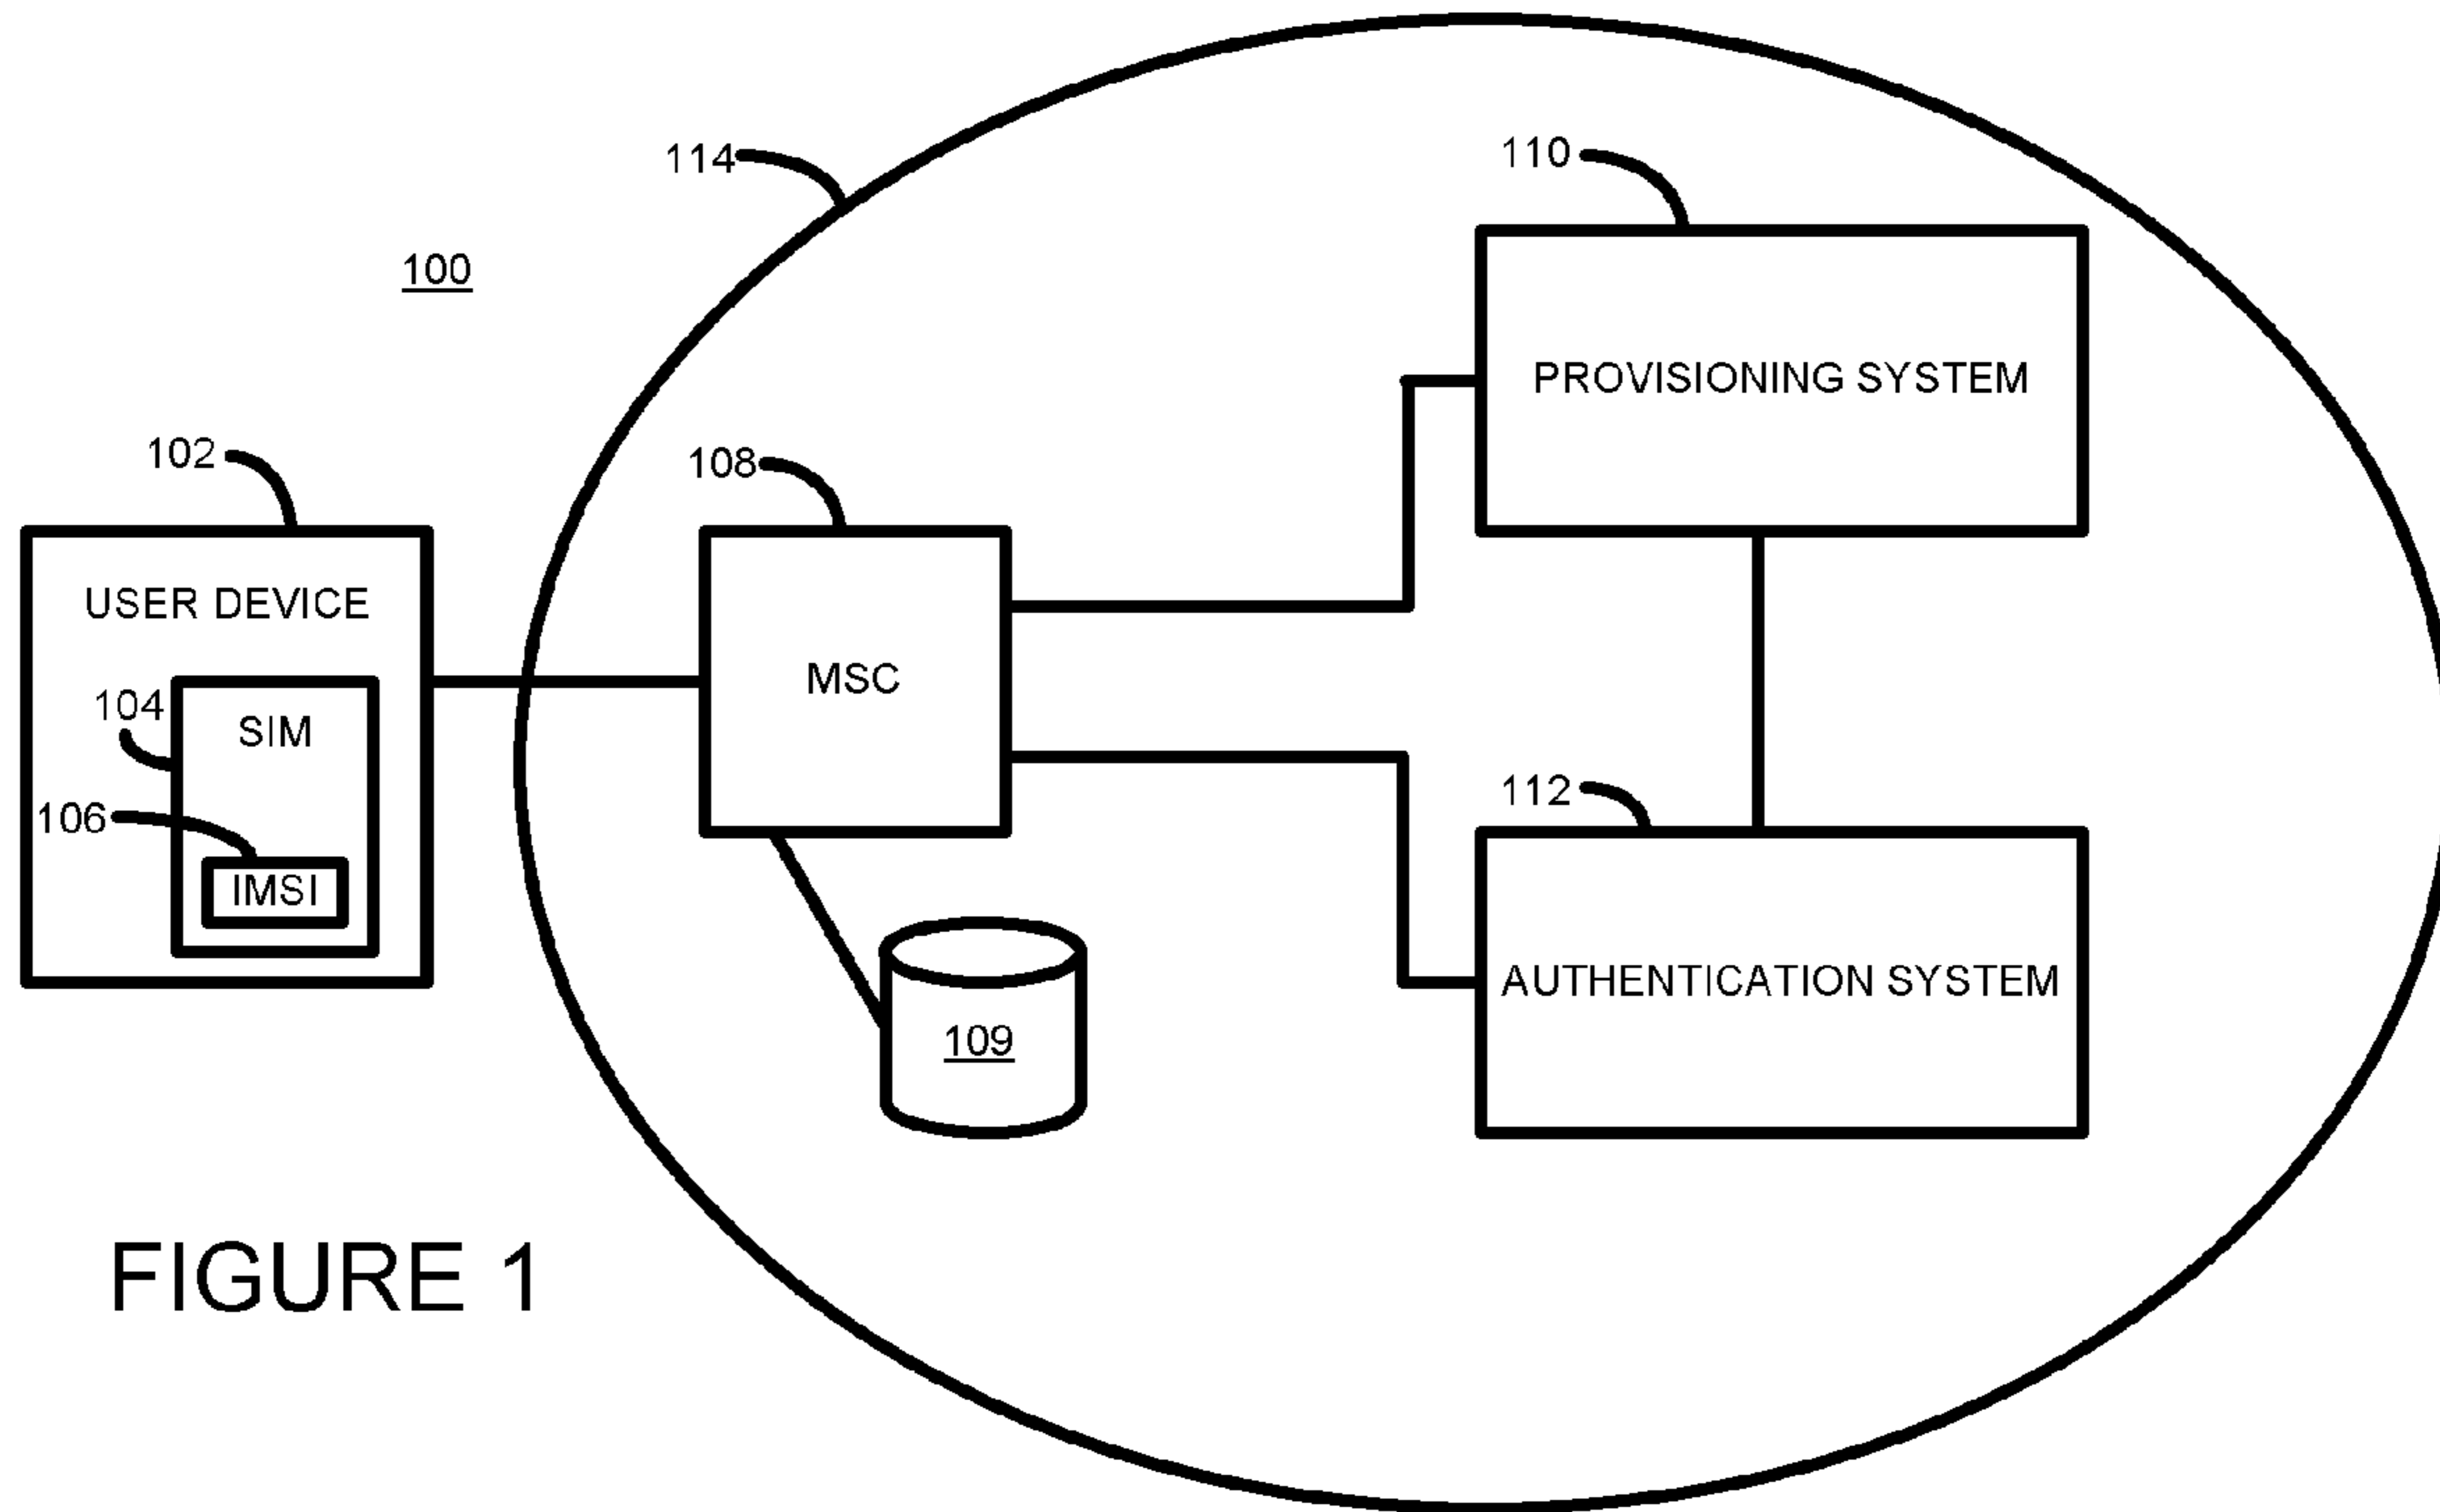 114
110
100
PROVISIONING SYSTEM
102
108
USER DEVICE
MSC
104
SIM
112
106
IMSI
AUTHENTICATION SYSTEM
109
FIGURE 1